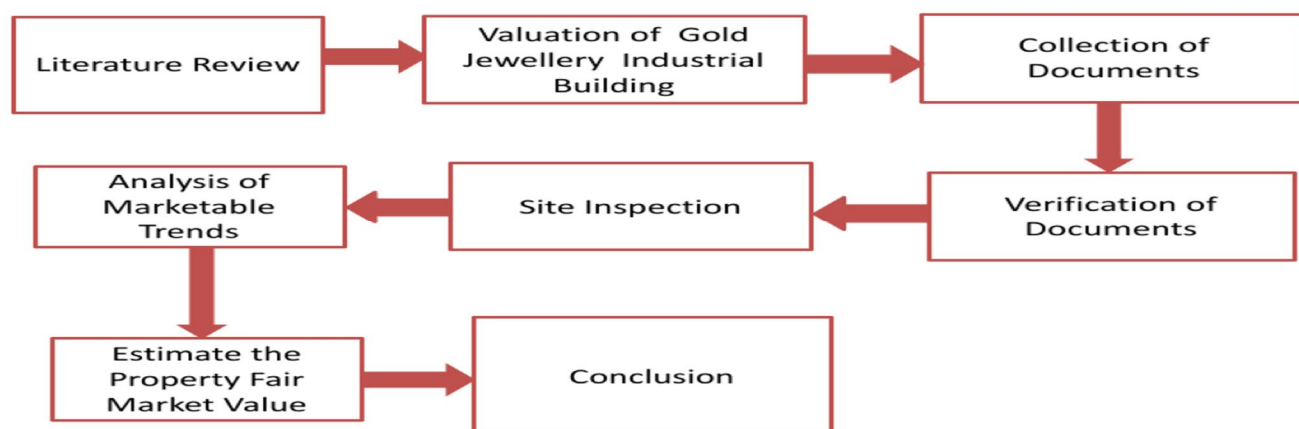 Literature Review
Valuation of Gold
Jewellery Industrial
Building
Collection of
Documents
Verification of
Documents
Site Inspection
Analysis of
Marketable
Trends
Estimate the
Property Fair
Market Value
Conclusion